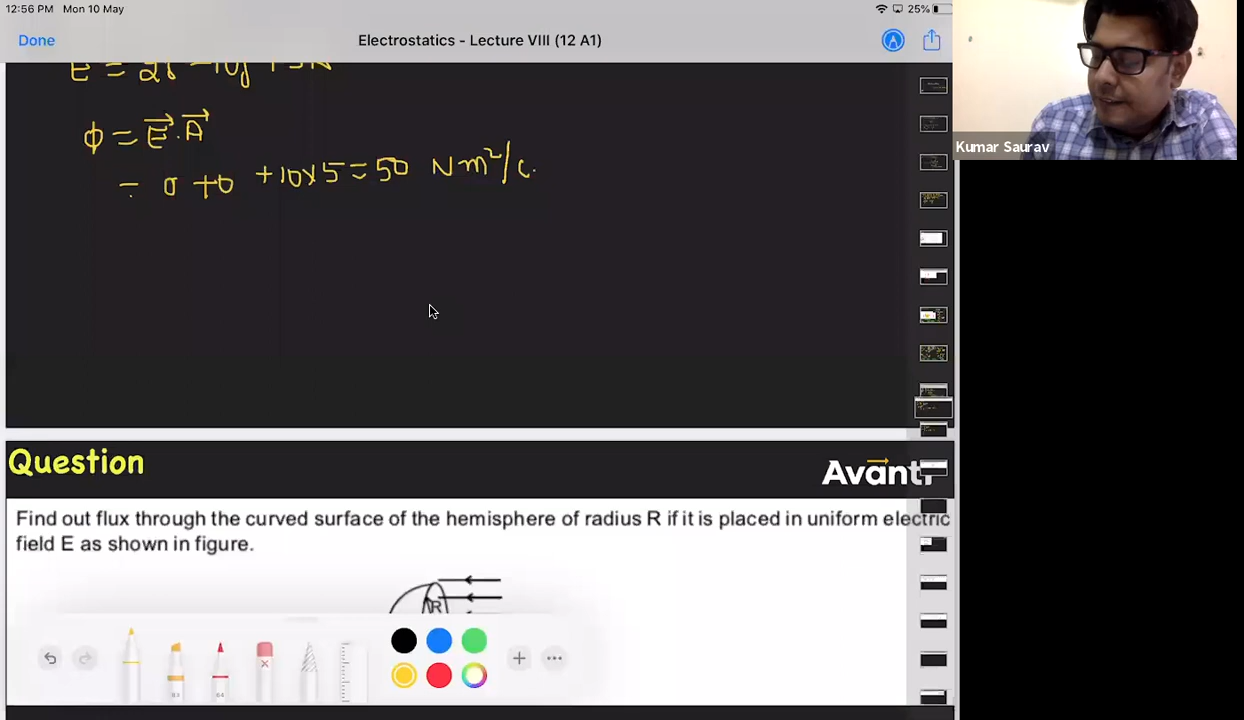 12:56 PM Mon 10 May
25%
Done
Electrostatics - Lecture VIII (12 A1)
Kumar Saurav
ϕ = E⃗.A⃗
= 0 + 0 + 10×5 = 50 Nm²/c.
Question
Avanti
Find out flux through the curved surface of the hemisphere of radius R if it is placed in uniform electric
field E as shown in figure.
R